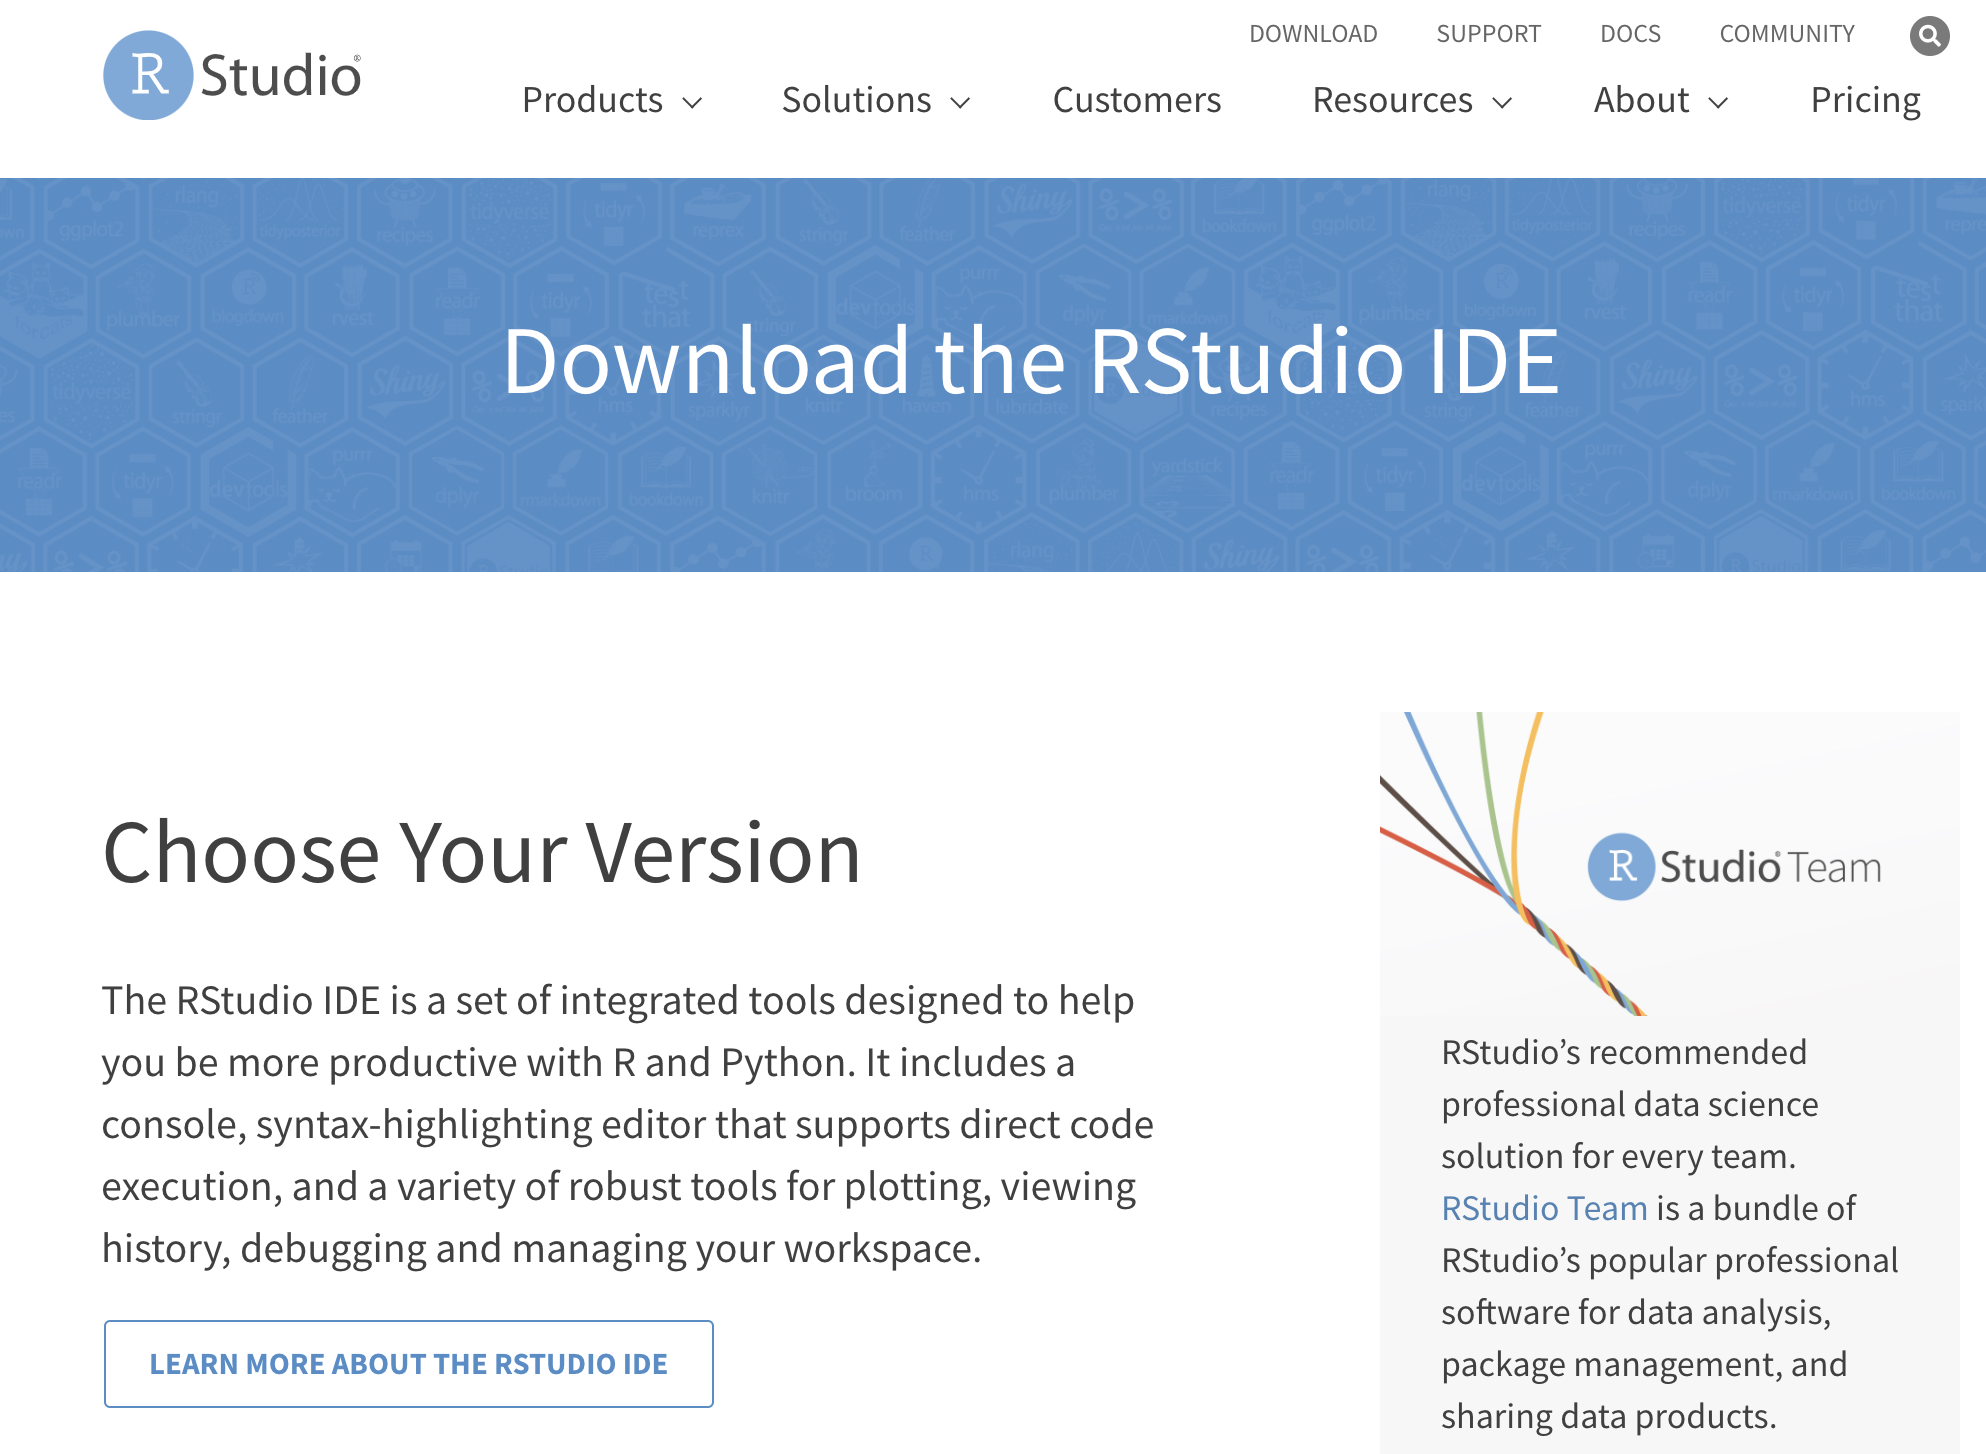 DOWNLOAD SUPPORT DOCS COMMUNITY
R Studio®
Products Solutions Customers Resources About Pricing
Download the RStudio IDE
Choose Your Version
The RStudio IDE is a set of integrated tools designed to help
you be more productive with R and Python. It includes a
console, syntax-highlighting editor that supports direct code
execution, and a variety of robust tools for plotting, viewing
history, debugging and managing your workspace.
LEARN MORE ABOUT THE RSTUDIO IDE
R Studio® Team
RStudio’s recommended
professional data science
solution for every team.
RStudio Team is a bundle of
RStudio’s popular professional
software for data analysis,
package management, and
sharing data products.